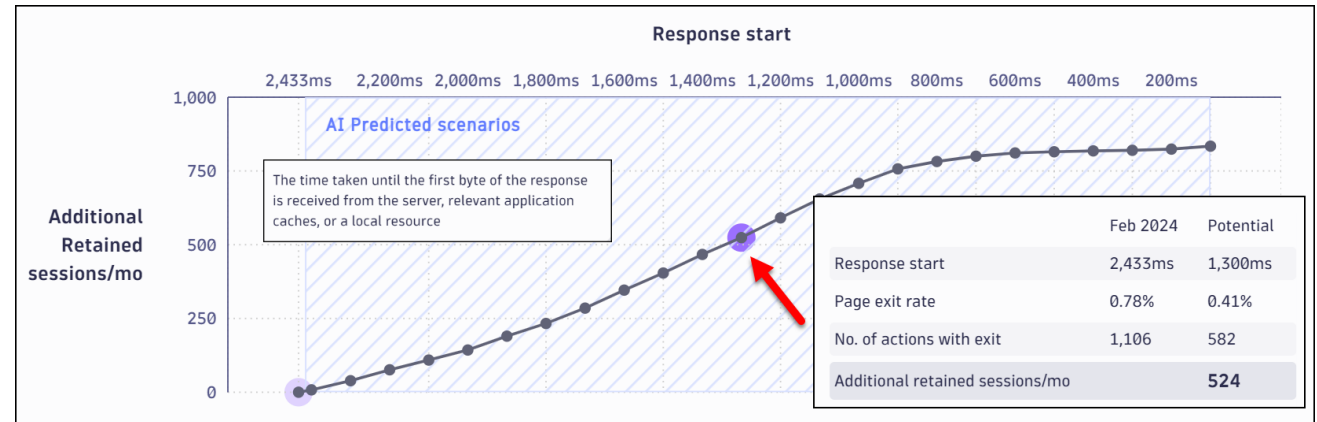 Response start
2,433ms 2,200ms 2,000ms 1,800ms 1,600ms 1,400ms 1,200ms 1,000ms 800ms 600ms 400ms 200ms
1,000
AI Predicted scenarios
750
The time taken until the first byte of the response
is received from the server, relevant application
caches, or a local resource
Additional
Retained
sessions/mo
500
250
0
Feb 2024 Potential
Response start 2,433ms 1,300ms
Page exit rate 0.78% 0.41%
No. of actions with exit 1,106 582
Additional retained sessions/mo 524